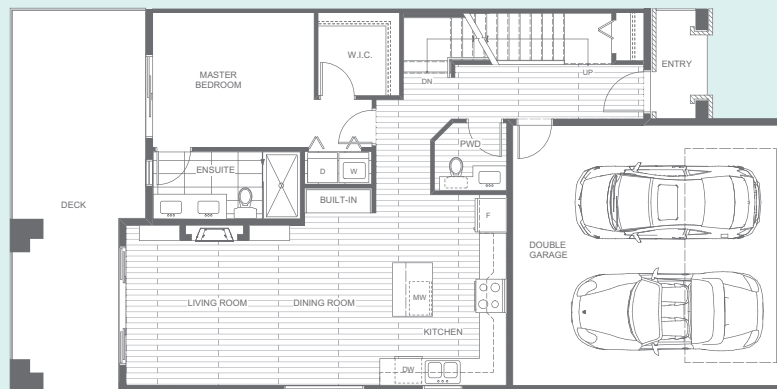 W.I.C.
ENTRY
MASTER
BEDROOM
UP
DN
PWD
ENSUITE
D
W
BUILT-IN
DECK
F
DOUBLE
GARAGE
LIVING ROOM
DINING ROOM
MW
KITCHEN
DW